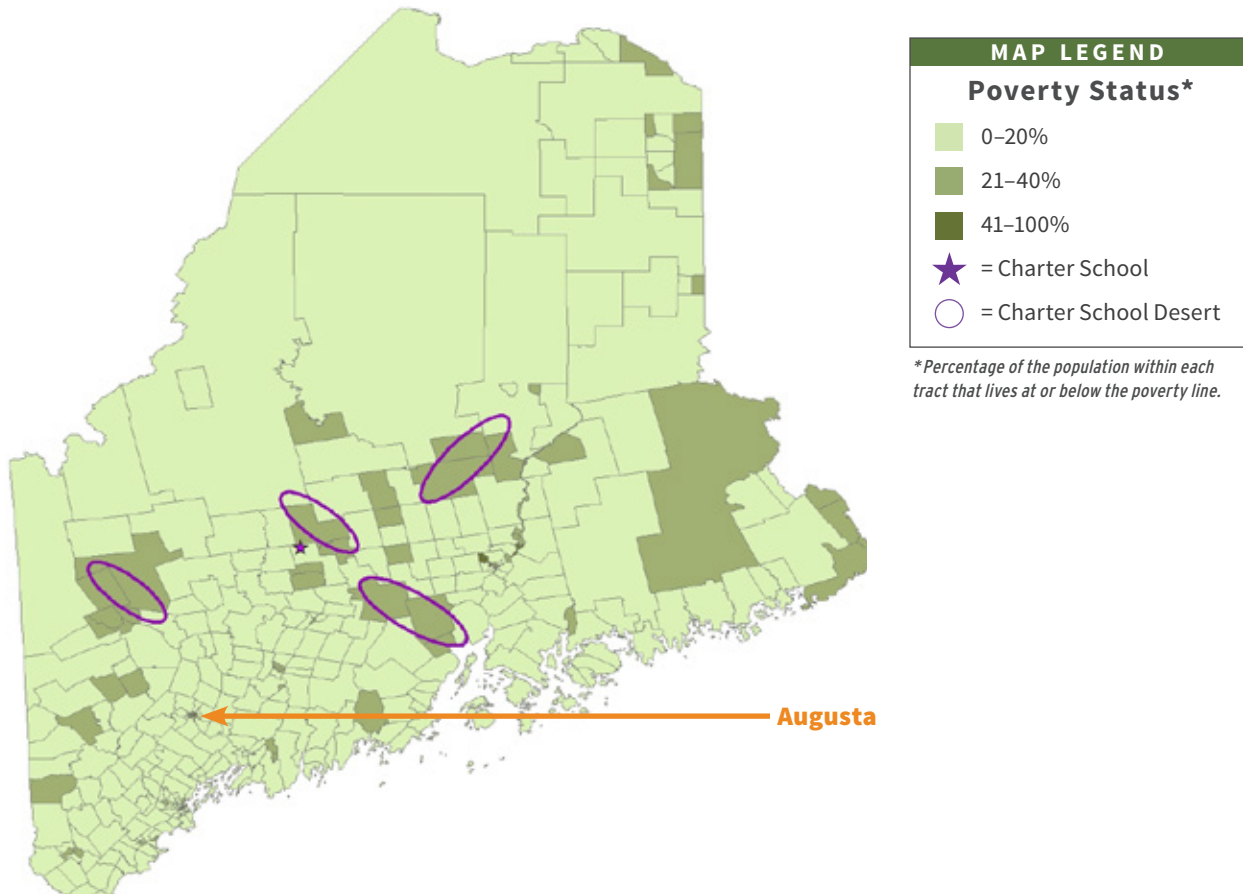 MAP LEGEND
Poverty Status*
0–20%
21–40%
41–100%
= Charter School
= Charter School Desert
*Percentage of the population within each
tract that lives at or below the poverty line.
Augusta